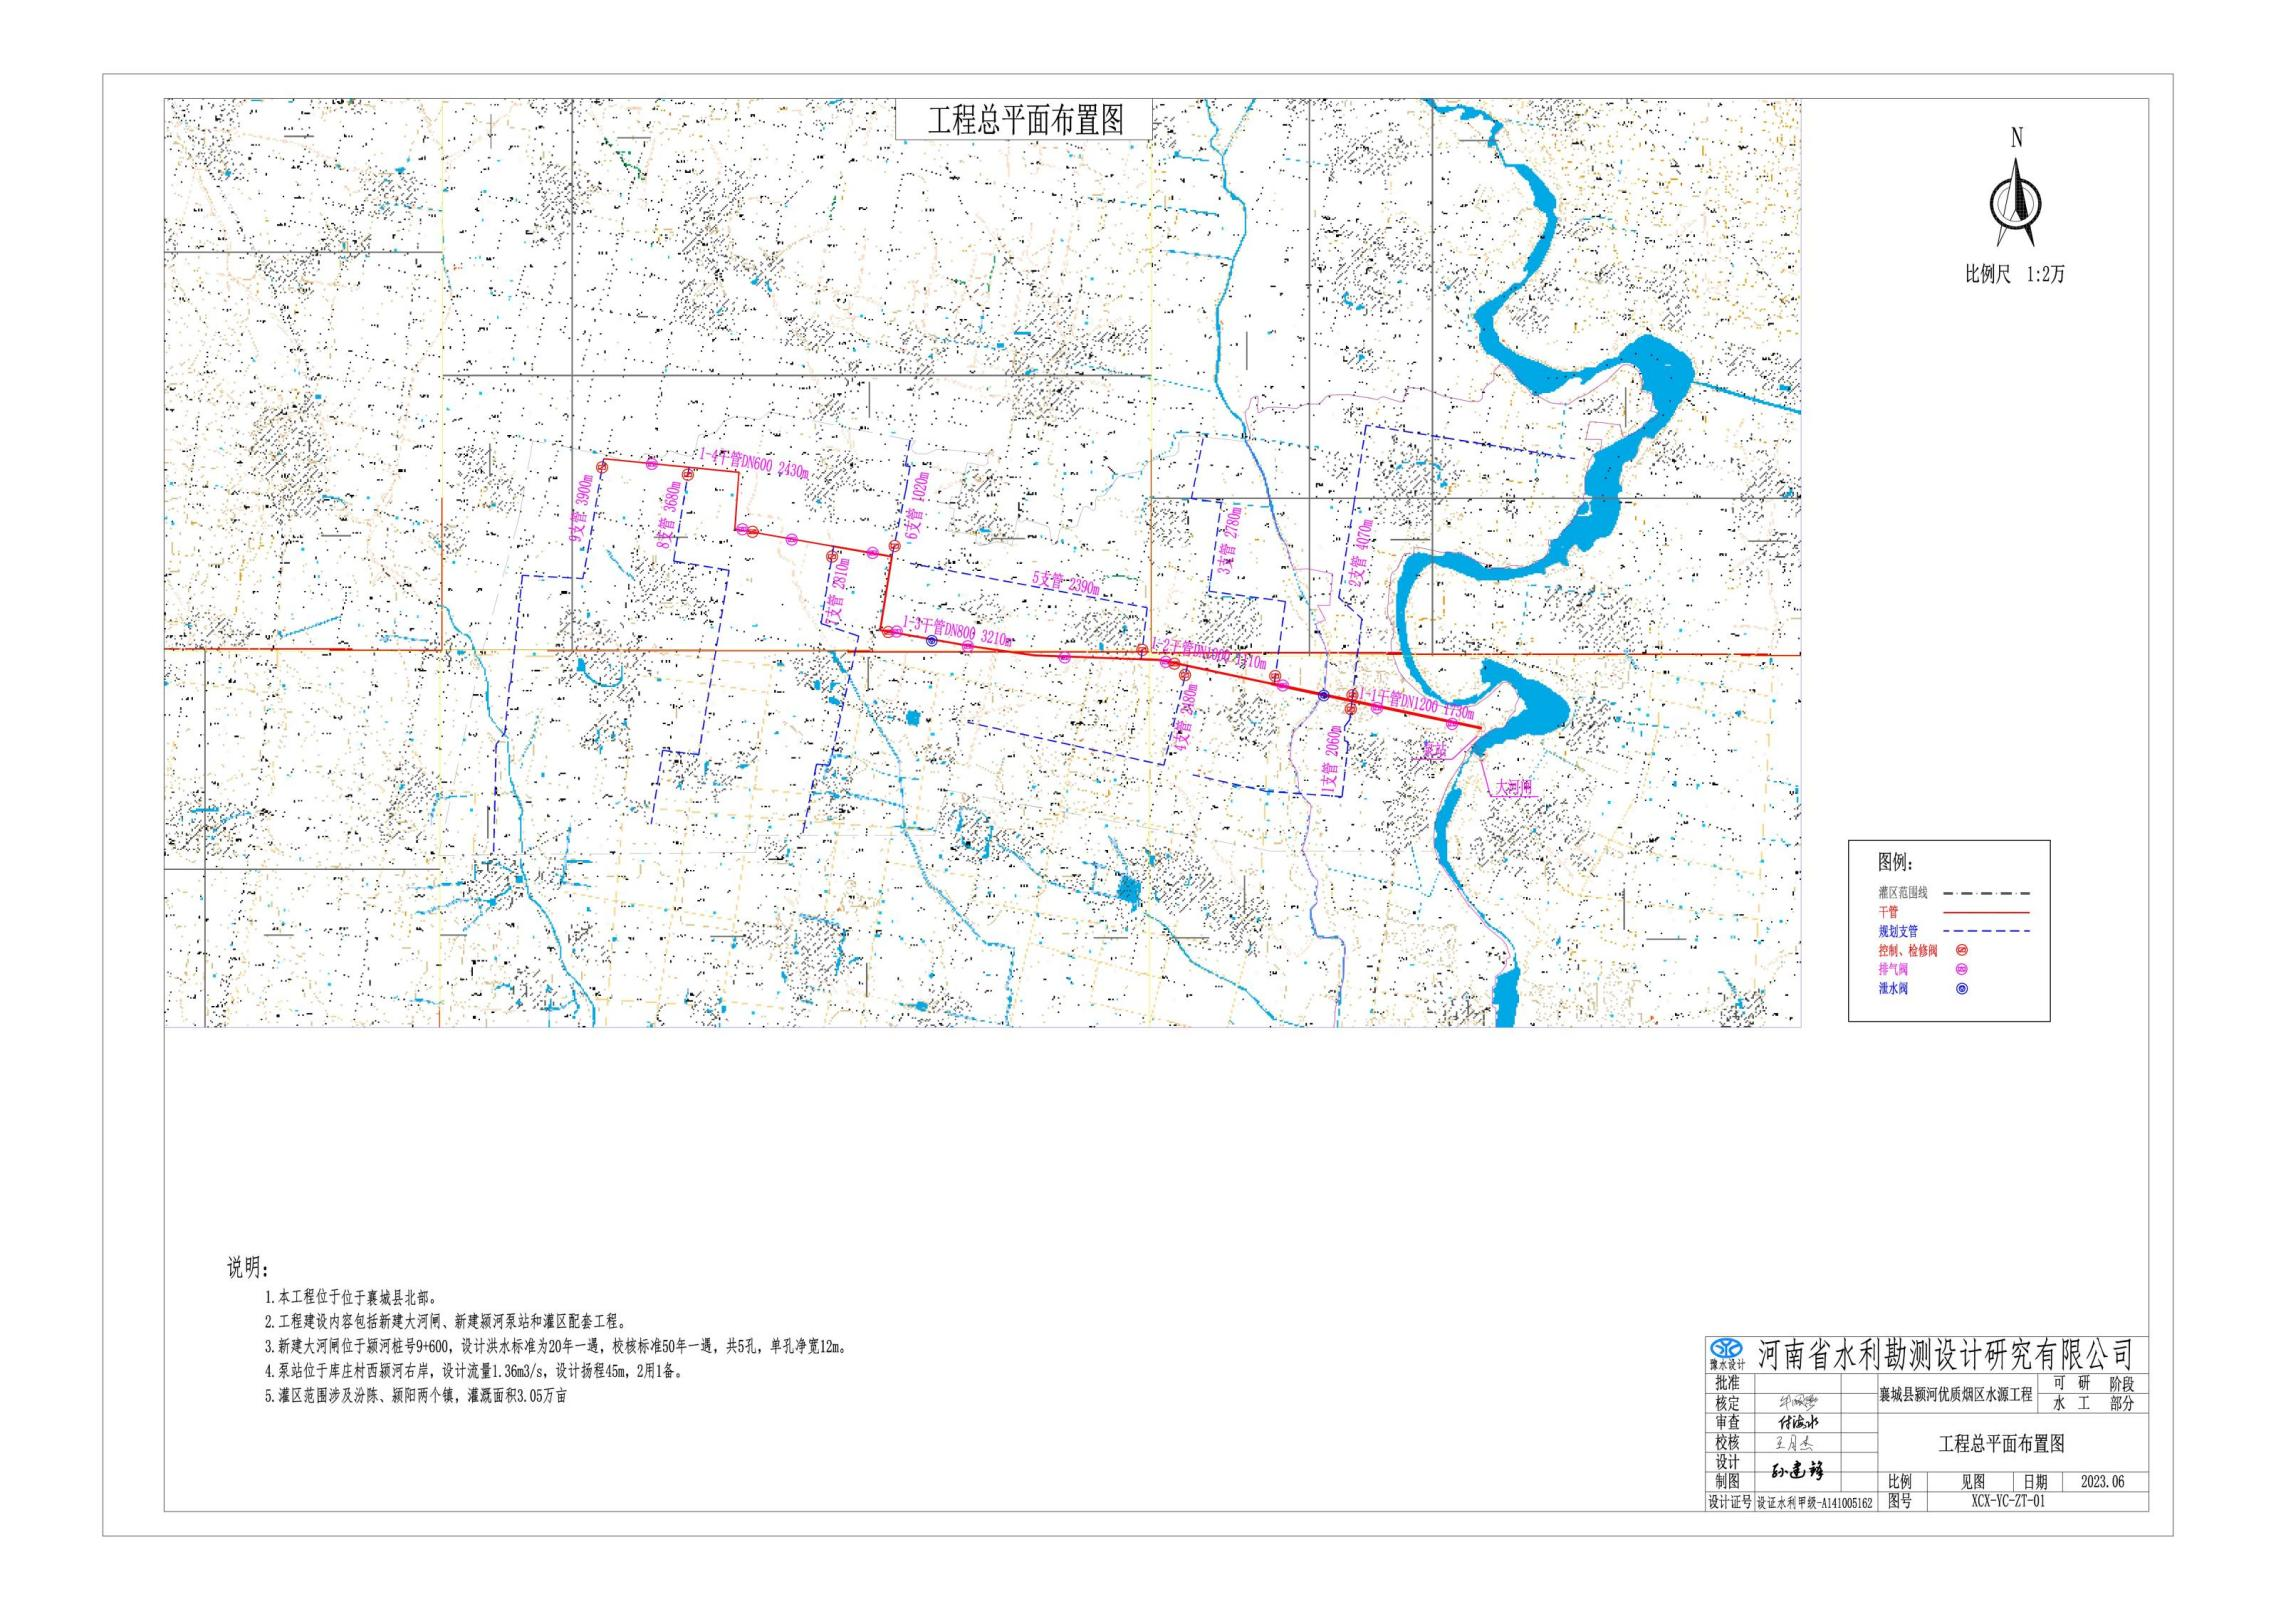 工程总平面布置图
N
比例尺 1:2万
1-4干管DN600 2430m
9支管 3900m
8支管 3680m
6支管 1020m
7支管 2810m
5支管 2390m
3支管 2780m
2支管 4070m
1-3干管DN800 3210m
1-2干管
1-1干管DN1200 1730m
4支管
1支管 2060m
泵站
大河闸
图例:
灌区范围线
干管
规划支管
控制、检修阀
排气阀
泄水阀
说明:
1.本工程位于位于襄城县北部。
2.工程建设内容包括新建大河闸、新建颍河泵站和灌区配套工程。
3.新建大河闸位于颍河桩号9+600,设计洪水标准为20年一遇,校核标准50年一遇,共5孔,单孔净宽12m。
4.泵站位于库庄村西颍河右岸,设计流量1.36m3/s,设计扬程45m,2用1备。
5.灌区范围涉及汾陈、颍阳两个镇,灌溉面积3.05万亩
豫水设计
河南省水利勘测设计研究有限公司
批准
核定
审查
校核
设计
制图
襄城县颍河优质烟区水源工程
可 研 阶段
水 工 部分
工程总平面布置图
比例 见图 日期 2023.06
设计证号 设证水利甲级-A141005162 图号 XCX-YC-ZT-01